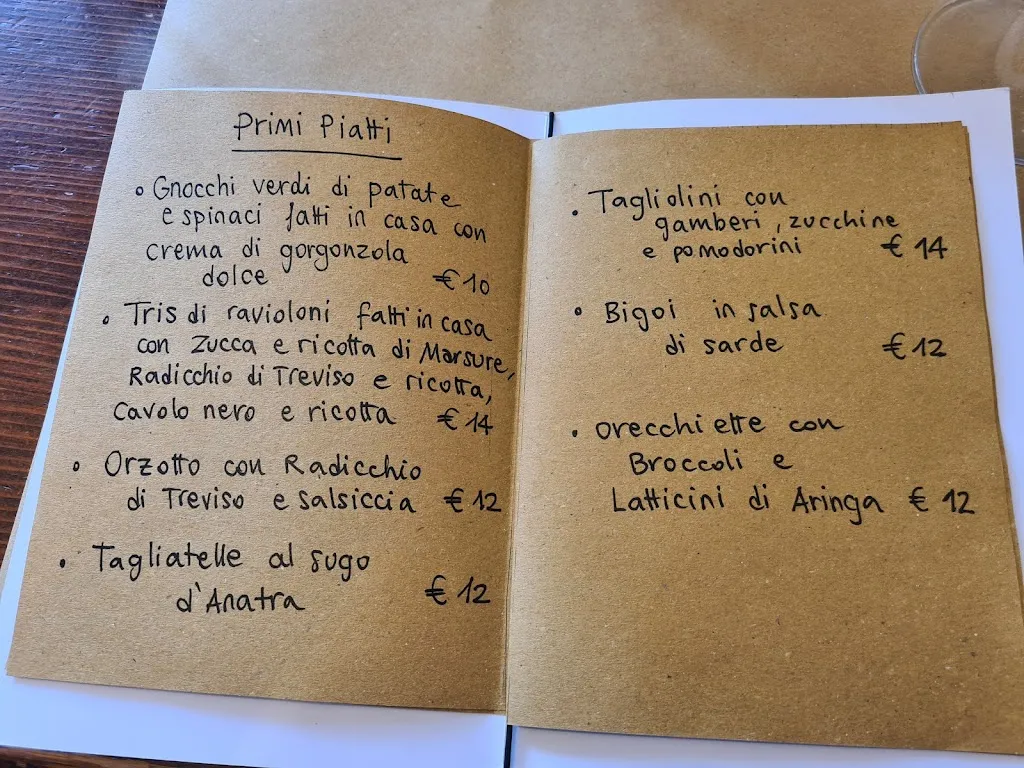 Primi Piatti
• Gnocchi verdi di patate
e spinaci fatti in casa con
crema di gorgonzola
dolce € 10
• Tris di ravioloni fatti in casa
con Zucca e ricotta di Marsure,
Radicchio di Treviso e ricotta,
Cavolo nero e ricotta € 14
• Orzotto con Radicchio
di Treviso e salsiccia € 12
• Tagliatelle al sugo
d'Anatra € 12
• Tagliolini con
gamberi, zucchine
e pomodorini € 14
• Bigoi in salsa
di sarde € 12
• Orecchiette con
Broccoli e
Latticini di Aringa € 12